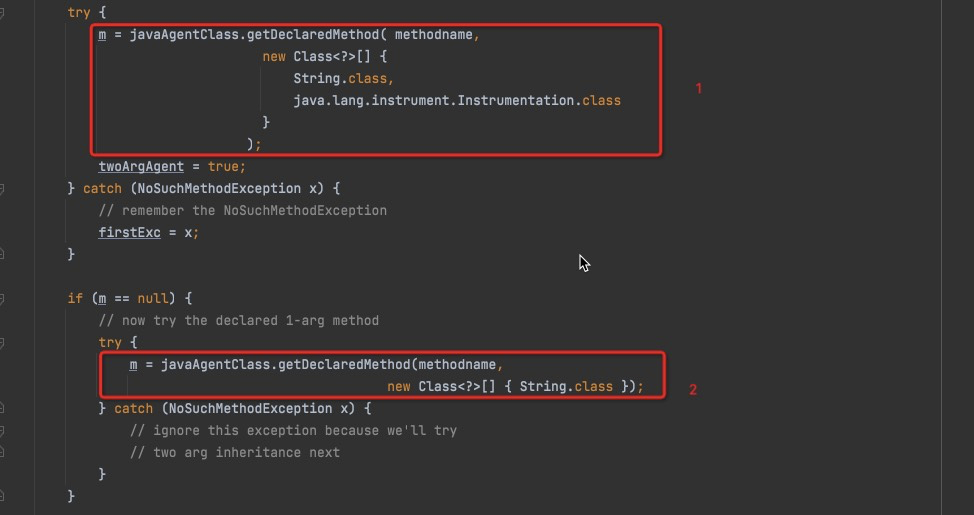 try {
m = javaAgentClass.getDeclaredMethod( methodname,
new Class<?>[] {
String.class,
java.lang.instrument.Instrumentation.class
}
);
1
twoArgAgent = true;
} catch (NoSuchMethodException x) {
// remember the NoSuchMethodException
firstExc = x;
}
if (m == null) {
// now try the declared 1-arg method
try {
m = javaAgentClass.getDeclaredMethod(methodname,
new Class<?>[] { String.class });
2
} catch (NoSuchMethodException x) {
// ignore this exception because we'll try
// two arg inheritance next
}
}